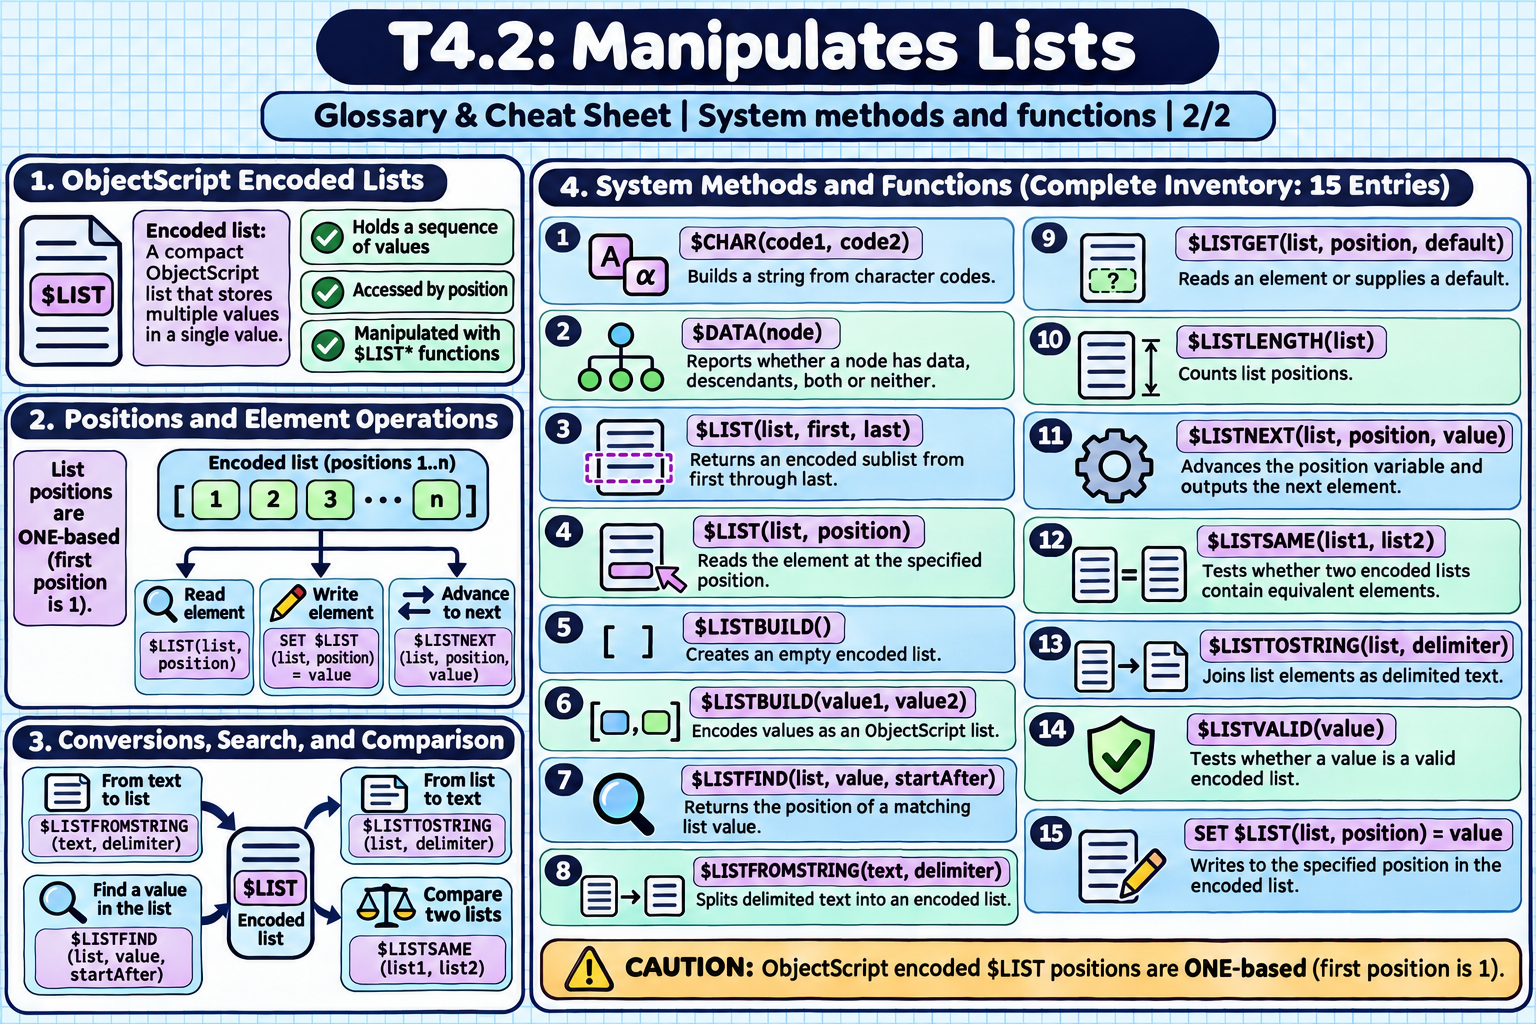 T4.2: Manipulates Lists
Glossary & Cheat Sheet | System methods and functions | 2/2
1. ObjectScript Encoded Lists
$LIST
Encoded list:
A compact
ObjectScript
list that stores
multiple values
in a single value.
Holds a sequence
of values
Accessed by position
Manipulated with
$LIST* functions
2. Positions and Element Operations
List
positions
are
ONE-based
(first
position
is 1).
Encoded list (positions 1..n)
[ 1 2 3 ••• n ]
Read
element
$LIST(list,
position)
Write
element
SET $LIST
(list, position)
= value
Advance
to next
$LISTNEXT
(list, position,
value)
3. Conversions, Search, and Comparison
From text
to list
$LISTFROMSTRING
(text, delimiter)
Find a value
in the list
$LISTFIND
(list, value,
startAfter)
$LIST
Encoded
list
From list
to text
$LISTTOSTRING
(list, delimiter)
Compare
two lists
$LISTSAME
(list1, list2)
4. System Methods and Functions (Complete Inventory: 15 Entries)
1
A α
$CHAR(code1, code2)
Builds a string from character codes.
2
$DATA(node)
Reports whether a node has data,
descendants, both or neither.
3
$LIST(list, first, last)
Returns an encoded sublist from
first through last.
4
$LIST(list, position)
Reads the element at the specified
position.
5
[ ]
$LISTBUILD()
Creates an empty encoded list.
6
[ , ]
$LISTBUILD(value1, value2)
Encodes values as an ObjectScript list.
7
$LISTFIND(list, value, startAfter)
Returns the position of a matching
list value.
8
$LISTFROMSTRING(text, delimiter)
Splits delimited text into an encoded list.
9
?
$LISTGET(list, position, default)
Reads an element or supplies a default.
10
$LISTLENGTH(list)
Counts list positions.
11
$LISTNEXT(list, position, value)
Advances the position variable and
outputs the next element.
12
=
$LISTSAME(list1, list2)
Tests whether two encoded lists
contain equivalent elements.
13
$LISTTOSTRING(list, delimiter)
Joins list elements as delimited text.
14
$LISTVALID(value)
Tests whether a value is a valid
encoded list.
15
SET $LIST(list, position) = value
Writes to the specified position in the
encoded list.
! CAUTION: ObjectScript encoded $LIST positions are ONE-based (first position is 1).